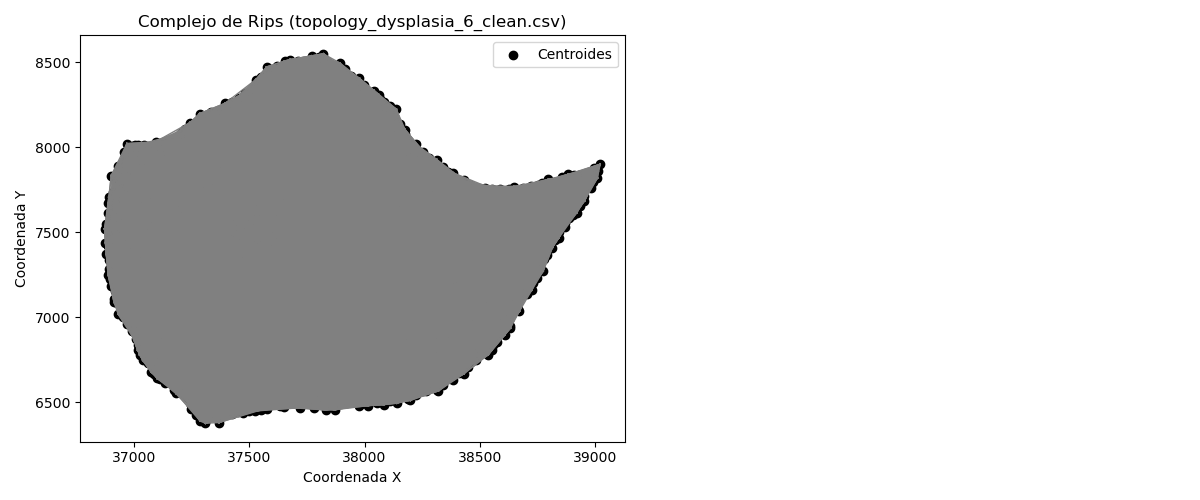 Complejo de Rips (topology_dysplasia_6_clean.csv)
Centroides
8500
8000
7500
7000
6500
Coordenada Y
37000 37500 38000 38500 39000
Coordenada X